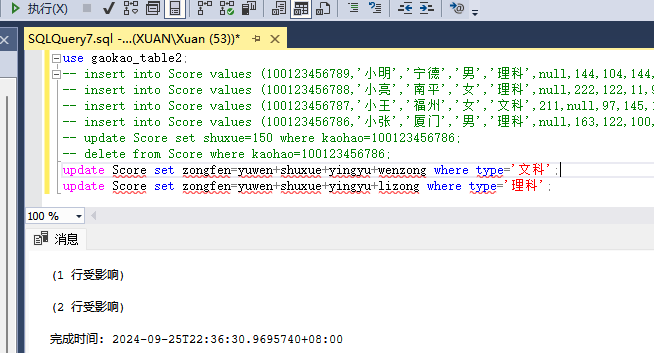 执行(X)
SQLQuery7.sql -...(XUAN\Xuan (53))*
use gaokao_table2;
-- insert into Score values (100123456789,'小明','宁德','男','理科',null,144,104,144,
-- insert into Score values (100123456788,'小亮','南平','女','理科',null,222,122,11,9
-- insert into Score values (100123456787,'小王','福州','女','文科',211,null,97,145,1
-- insert into Score values (100123456786,'小张','厦门','男','理科',null,163,122,100,
-- update Score set shuxue=150 where kaohao=100123456786;
-- delete from Score where kaohao=100123456786;
update Score set zongfen=yuwen+shuxue+yingyu+wenzong where type='文科';
update Score set zongfen=yuwen+shuxue+yingyu+lizong where type='理科';
100 %
消息
(1 行受影响)
(2 行受影响)
完成时间: 2024-09-25T22:36:30.9695740+08:00